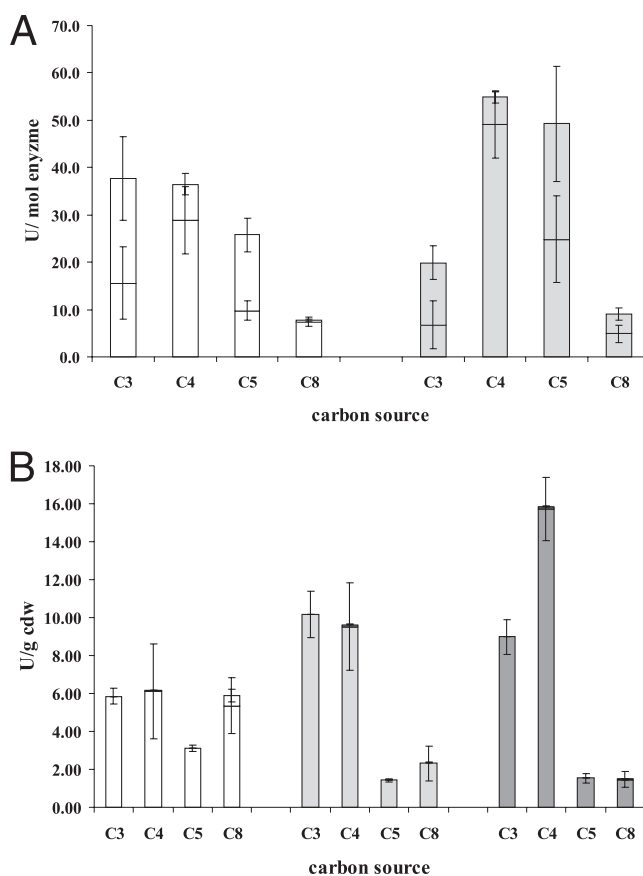 A
70.0
60.0
50.0
40.0
30.0
20.0
10.0
0.0
U/ mol enyzme
C3 C4 C5 C8 C3 C4 C5 C8
carbon source
B
18.00
16.00
14.00
12.00
10.00
8.00
6.00
4.00
2.00
0.00
U/g cdw
C3 C4 C5 C8 C3 C4 C5 C8 C3 C4 C5 C8
carbon source